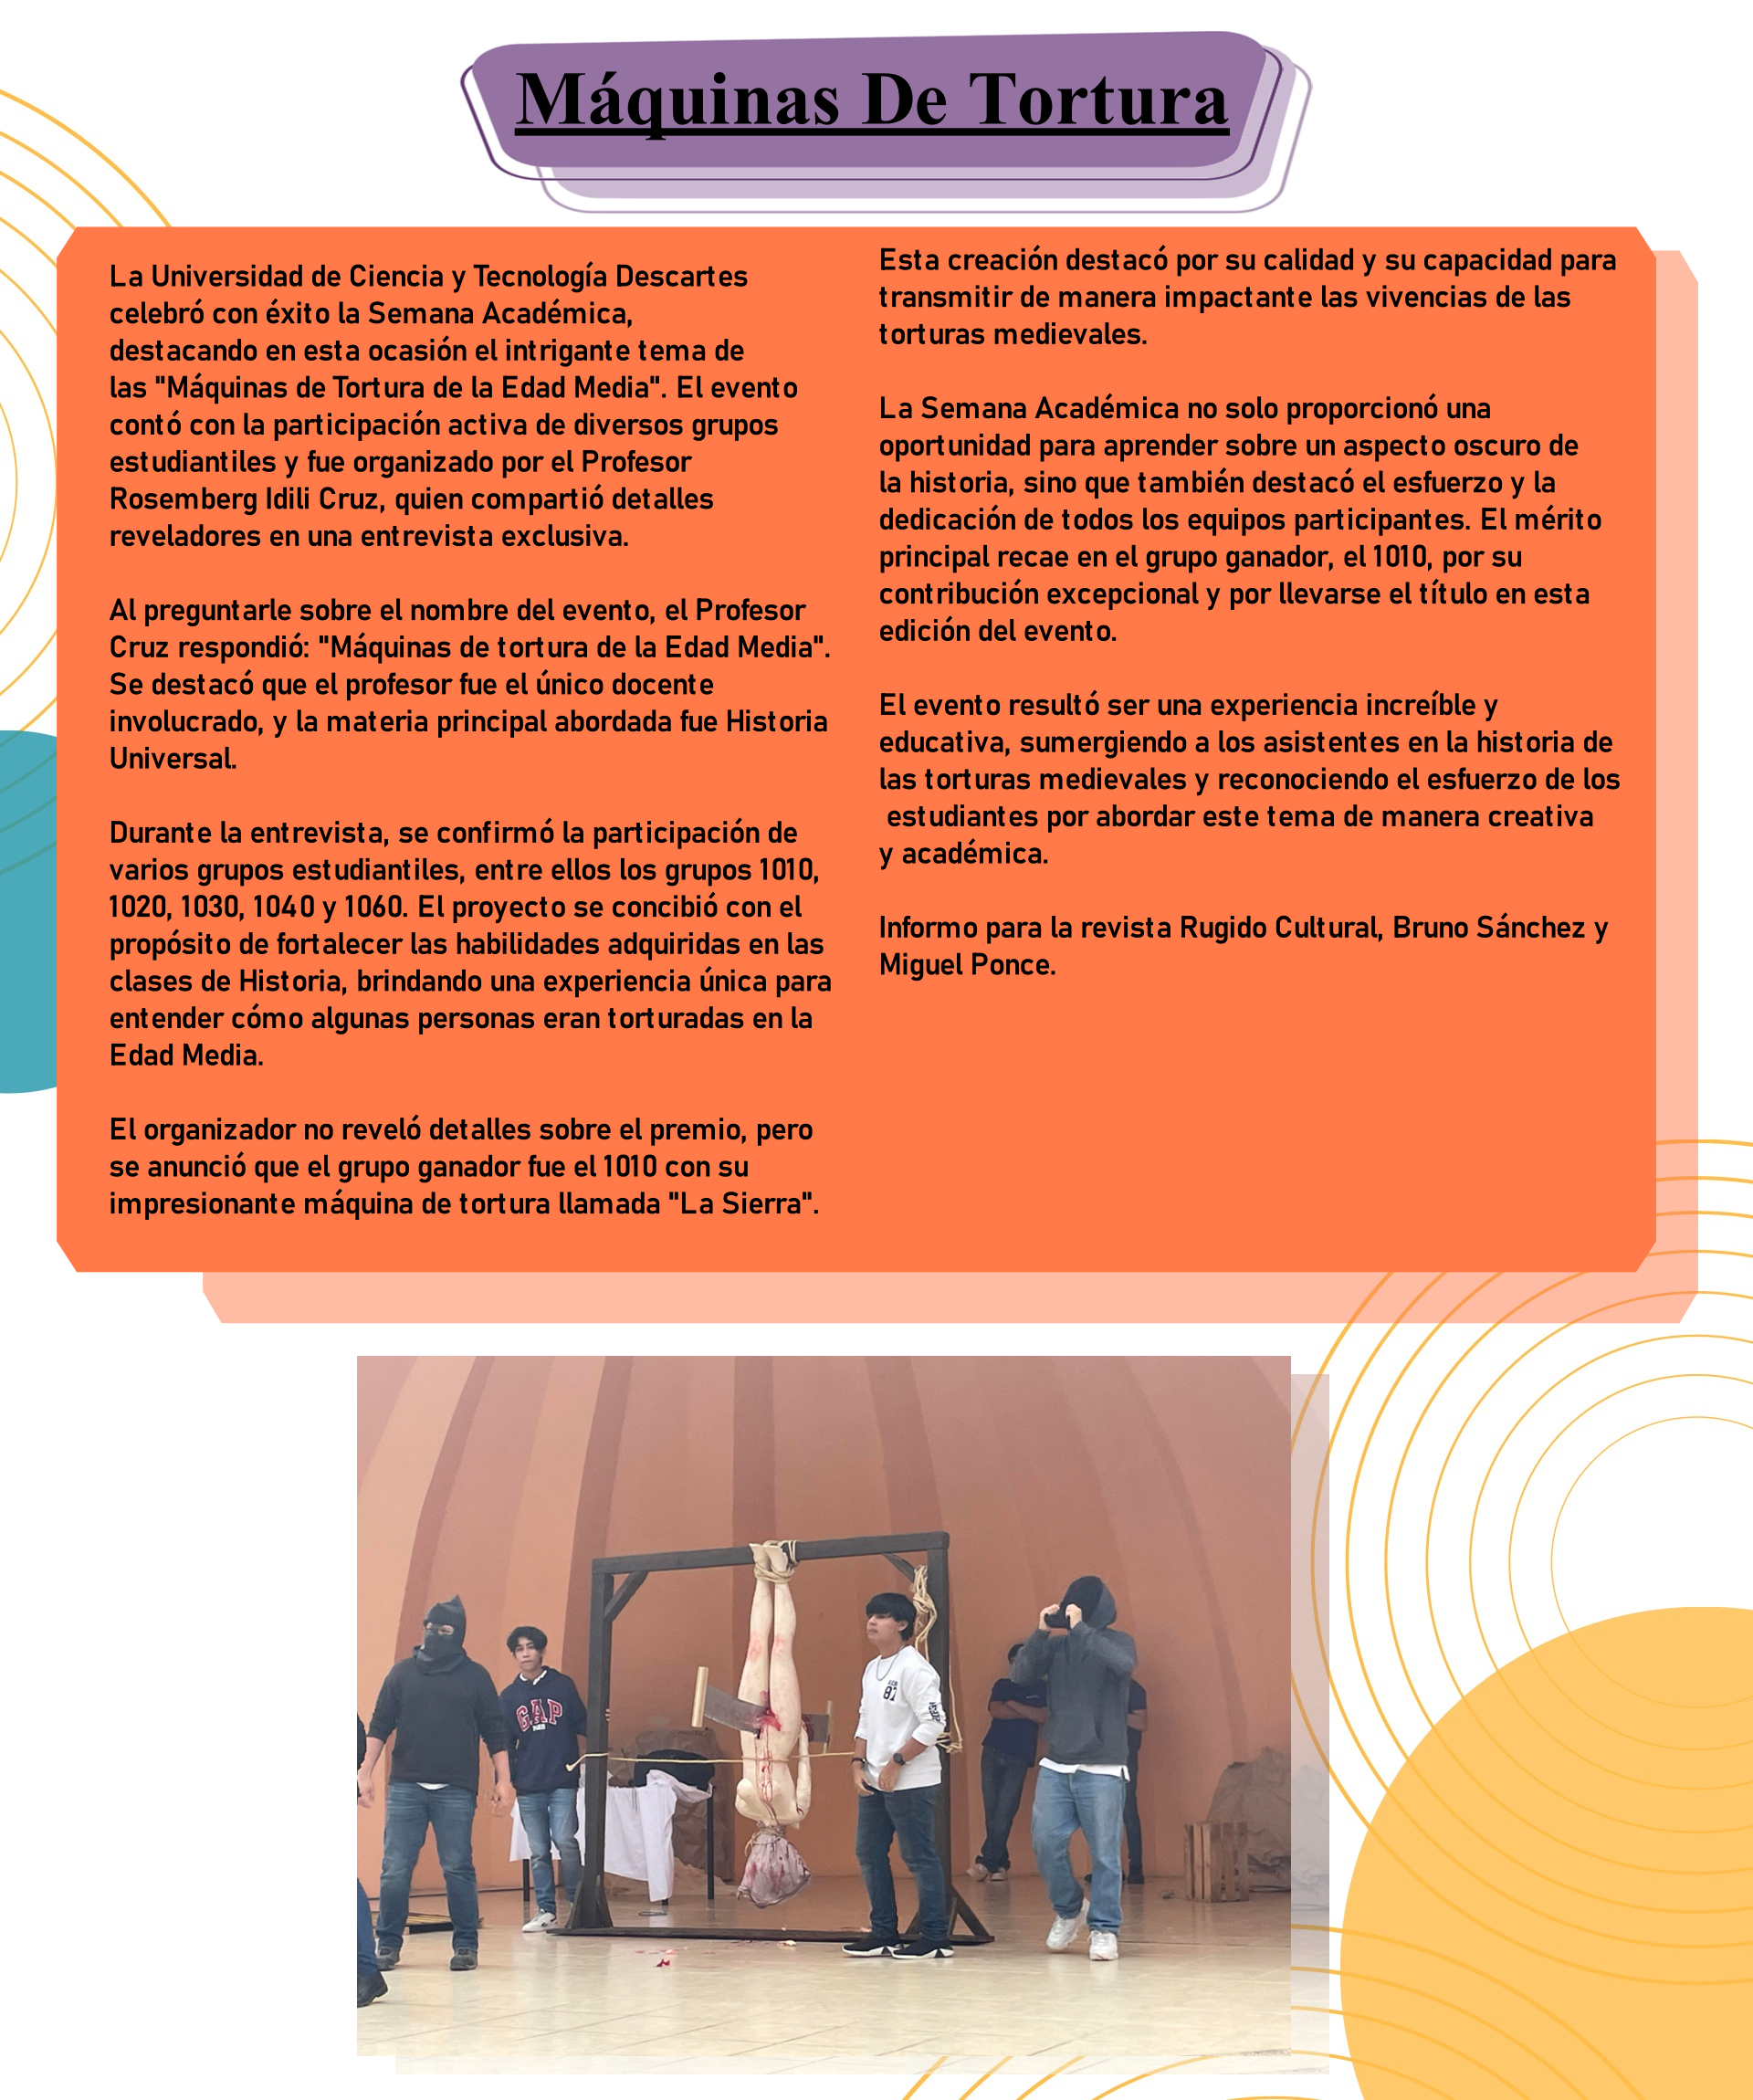 Máquinas De Tortura
La Universidad de Ciencia y Tecnología Descartes
celebró con éxito la Semana Académica,
destacando en esta ocasión el intrigante tema de
las "Máquinas de Tortura de la Edad Media". El evento
contó con la participación activa de diversos grupos
estudiantiles y fue organizado por el Profesor
Rosemberg Idili Cruz, quien compartió detalles
reveladores en una entrevista exclusiva.
Al preguntarle sobre el nombre del evento, el Profesor
Cruz respondió: "Máquinas de tortura de la Edad Media".
Se destacó que el profesor fue el único docente
involucrado, y la materia principal abordada fue Historia
Universal.
Durante la entrevista, se confirmó la participación de
varios grupos estudiantiles, entre ellos los grupos 1010,
1020, 1030, 1040 y 1060. El proyecto se concibió con el
propósito de fortalecer las habilidades adquiridas en las
clases de Historia, brindando una experiencia única para
entender cómo algunas personas eran torturadas en la
Edad Media.
El organizador no reveló detalles sobre el premio, pero
se anunció que el grupo ganador fue el 1010 con su
impresionante máquina de tortura llamada "La Sierra".
Esta creación destacó por su calidad y su capacidad para
transmitir de manera impactante las vivencias de las
torturas medievales.
La Semana Académica no solo proporcionó una
oportunidad para aprender sobre un aspecto oscuro de
la historia, sino que también destacó el esfuerzo y la
dedicación de todos los equipos participantes. El mérito
principal recae en el grupo ganador, el 1010, por su
contribución excepcional y por llevarse el título en esta
edición del evento.
El evento resultó ser una experiencia increíble y
educativa, sumergiendo a los asistentes en la historia de
las torturas medievales y reconociendo el esfuerzo de los
estudiantes por abordar este tema de manera creativa
y académica.
Informo para la revista Rugido Cultural, Bruno Sánchez y
Miguel Ponce.
GAP
87